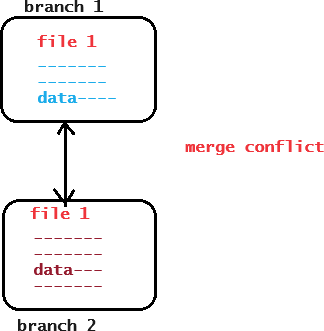 branch 1
file 1
-------
-------
data----
merge conflict
file 1
-------
-------
data---
-------
branch 2